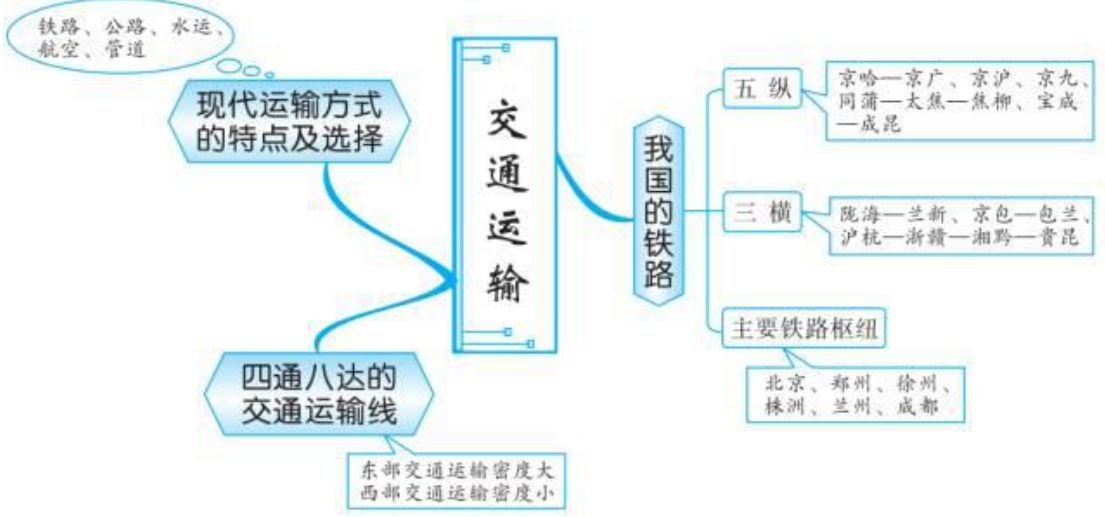 铁路、公路、水运、
航空、管道
现代运输方式
的特点及选择
交通运输
四通八达的
交通运输线
东部交通运输密度大
西部交通运输密度小
我国的铁路
五纵
京哈—京广、京沪、京九、
同蒲—太焦—焦柳、宝成
—成昆
三横
陇海—兰新、京包—包兰、
沪杭—浙赣—湘黔—贵昆
主要铁路枢纽
北京、郑州、徐州、
株洲、兰州、成都